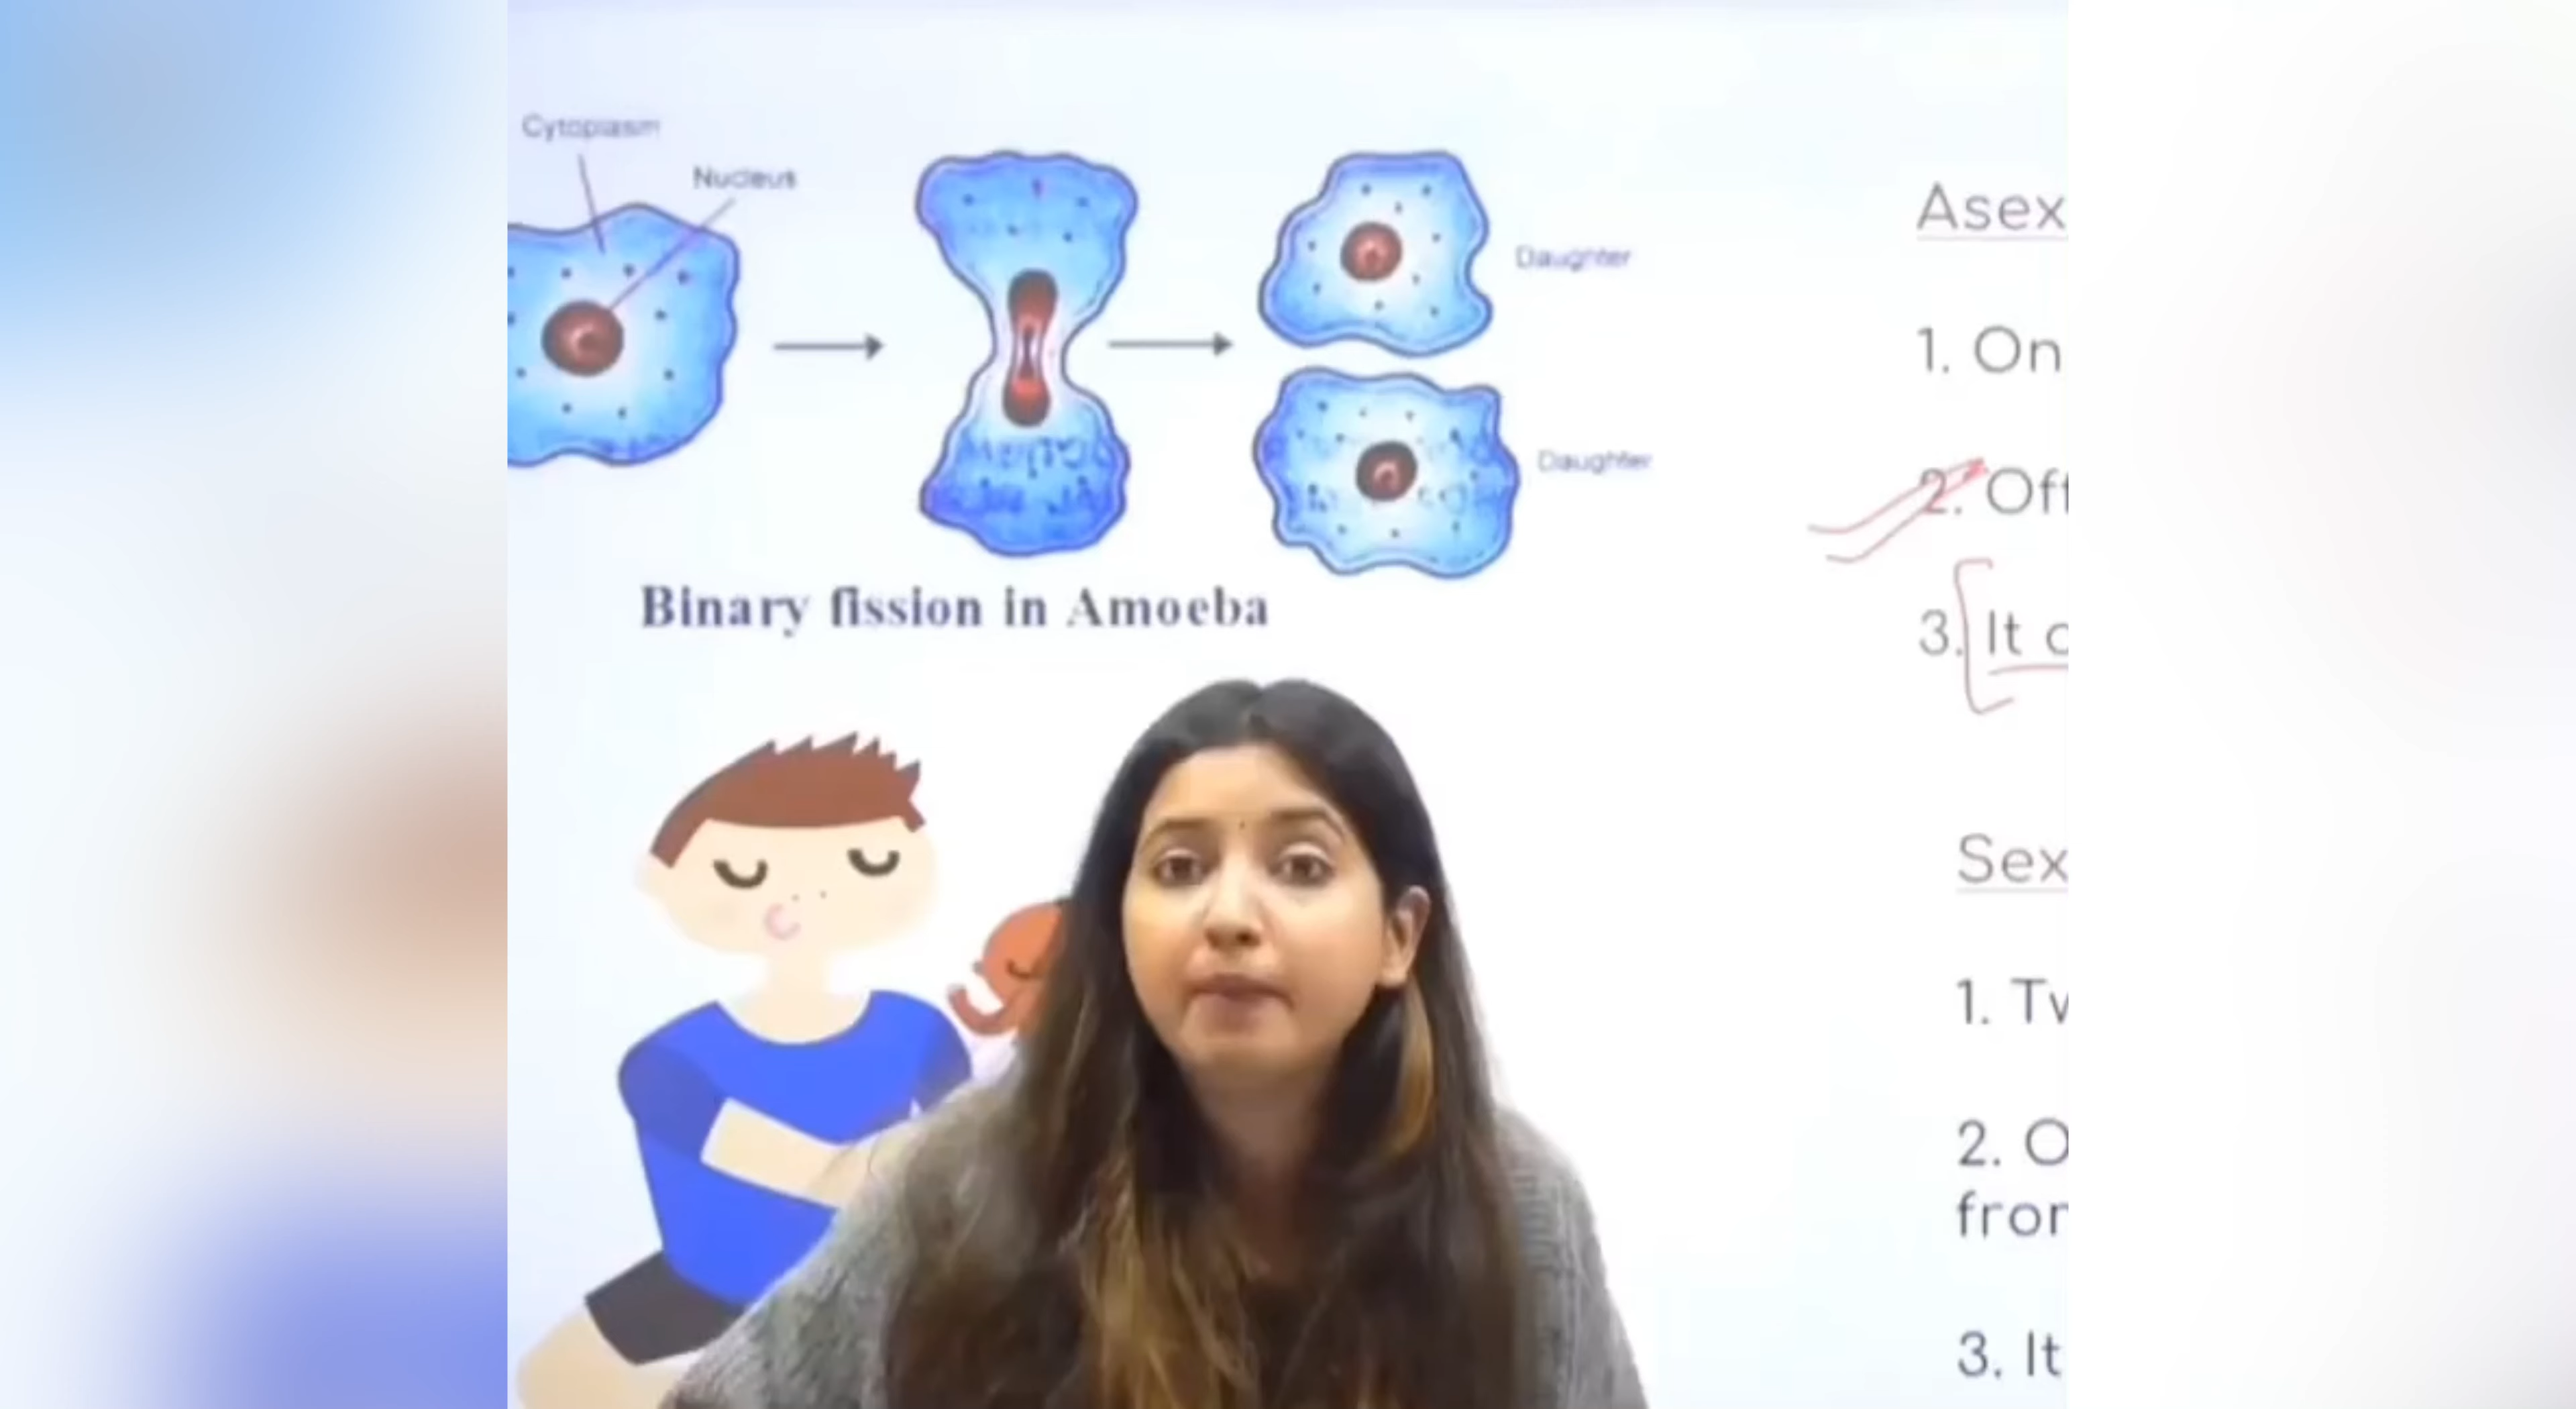 Cytoplasm
Nucleus
Daughter
Daughter
Binary fission in Amoeba
Asex
1. On
2. Off
3. It c
Sex
1. Tw
2. O
from
3. It